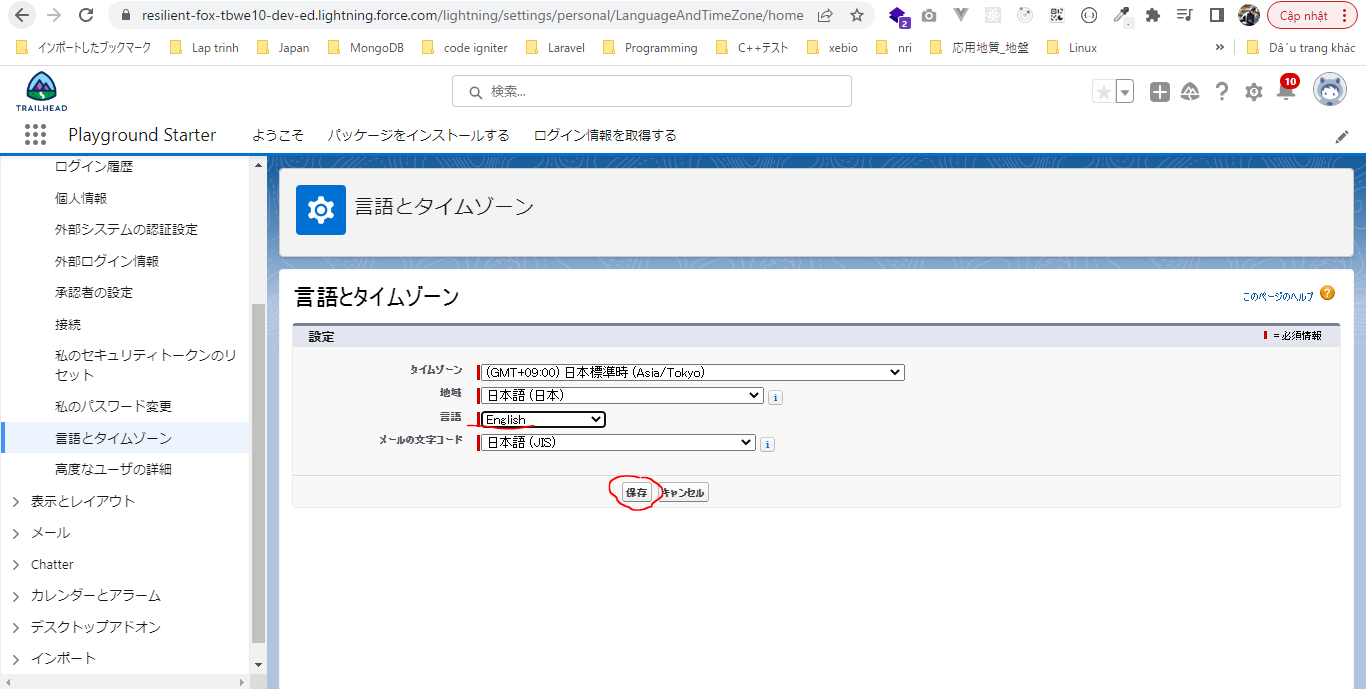 resilient-fox-tbwe10-dev-ed.lightning.force.com/lightning/settings/personal/LanguageAndTimeZone/home
2
Cập nhật
インポートしたブックマーク
Lap trinh
Japan
MongoDB
code igniter
Laravel
Programming
C++テスト
xebio
nri
応用地質_地盤
Linux
»
Dấu trang khác
TRAILHEAD
検索...
10
Playground Starter
ようこそ
パッケージをインストールする
ログイン情報を取得する
ログイン履歴
個人情報
外部システムの認証設定
外部ログイン情報
承認者の設定
接続
私のセキュリティトークンのリ
セット
私のパスワード変更
言語とタイムゾーン
高度なユーザの詳細
表示とレイアウト
メール
Chatter
カレンダーとアラーム
デスクトップアドオン
インポート
言語とタイムゾーン
言語とタイムゾーン
このページのヘルプ ?
設定
= 必須情報
タイムゾーン (GMT+09:00) 日本標準時 (Asia/Tokyo)
地域 日本語 (日本) i
言語 English
メールの文字コード 日本語 (JIS) i
保存 キャンセル